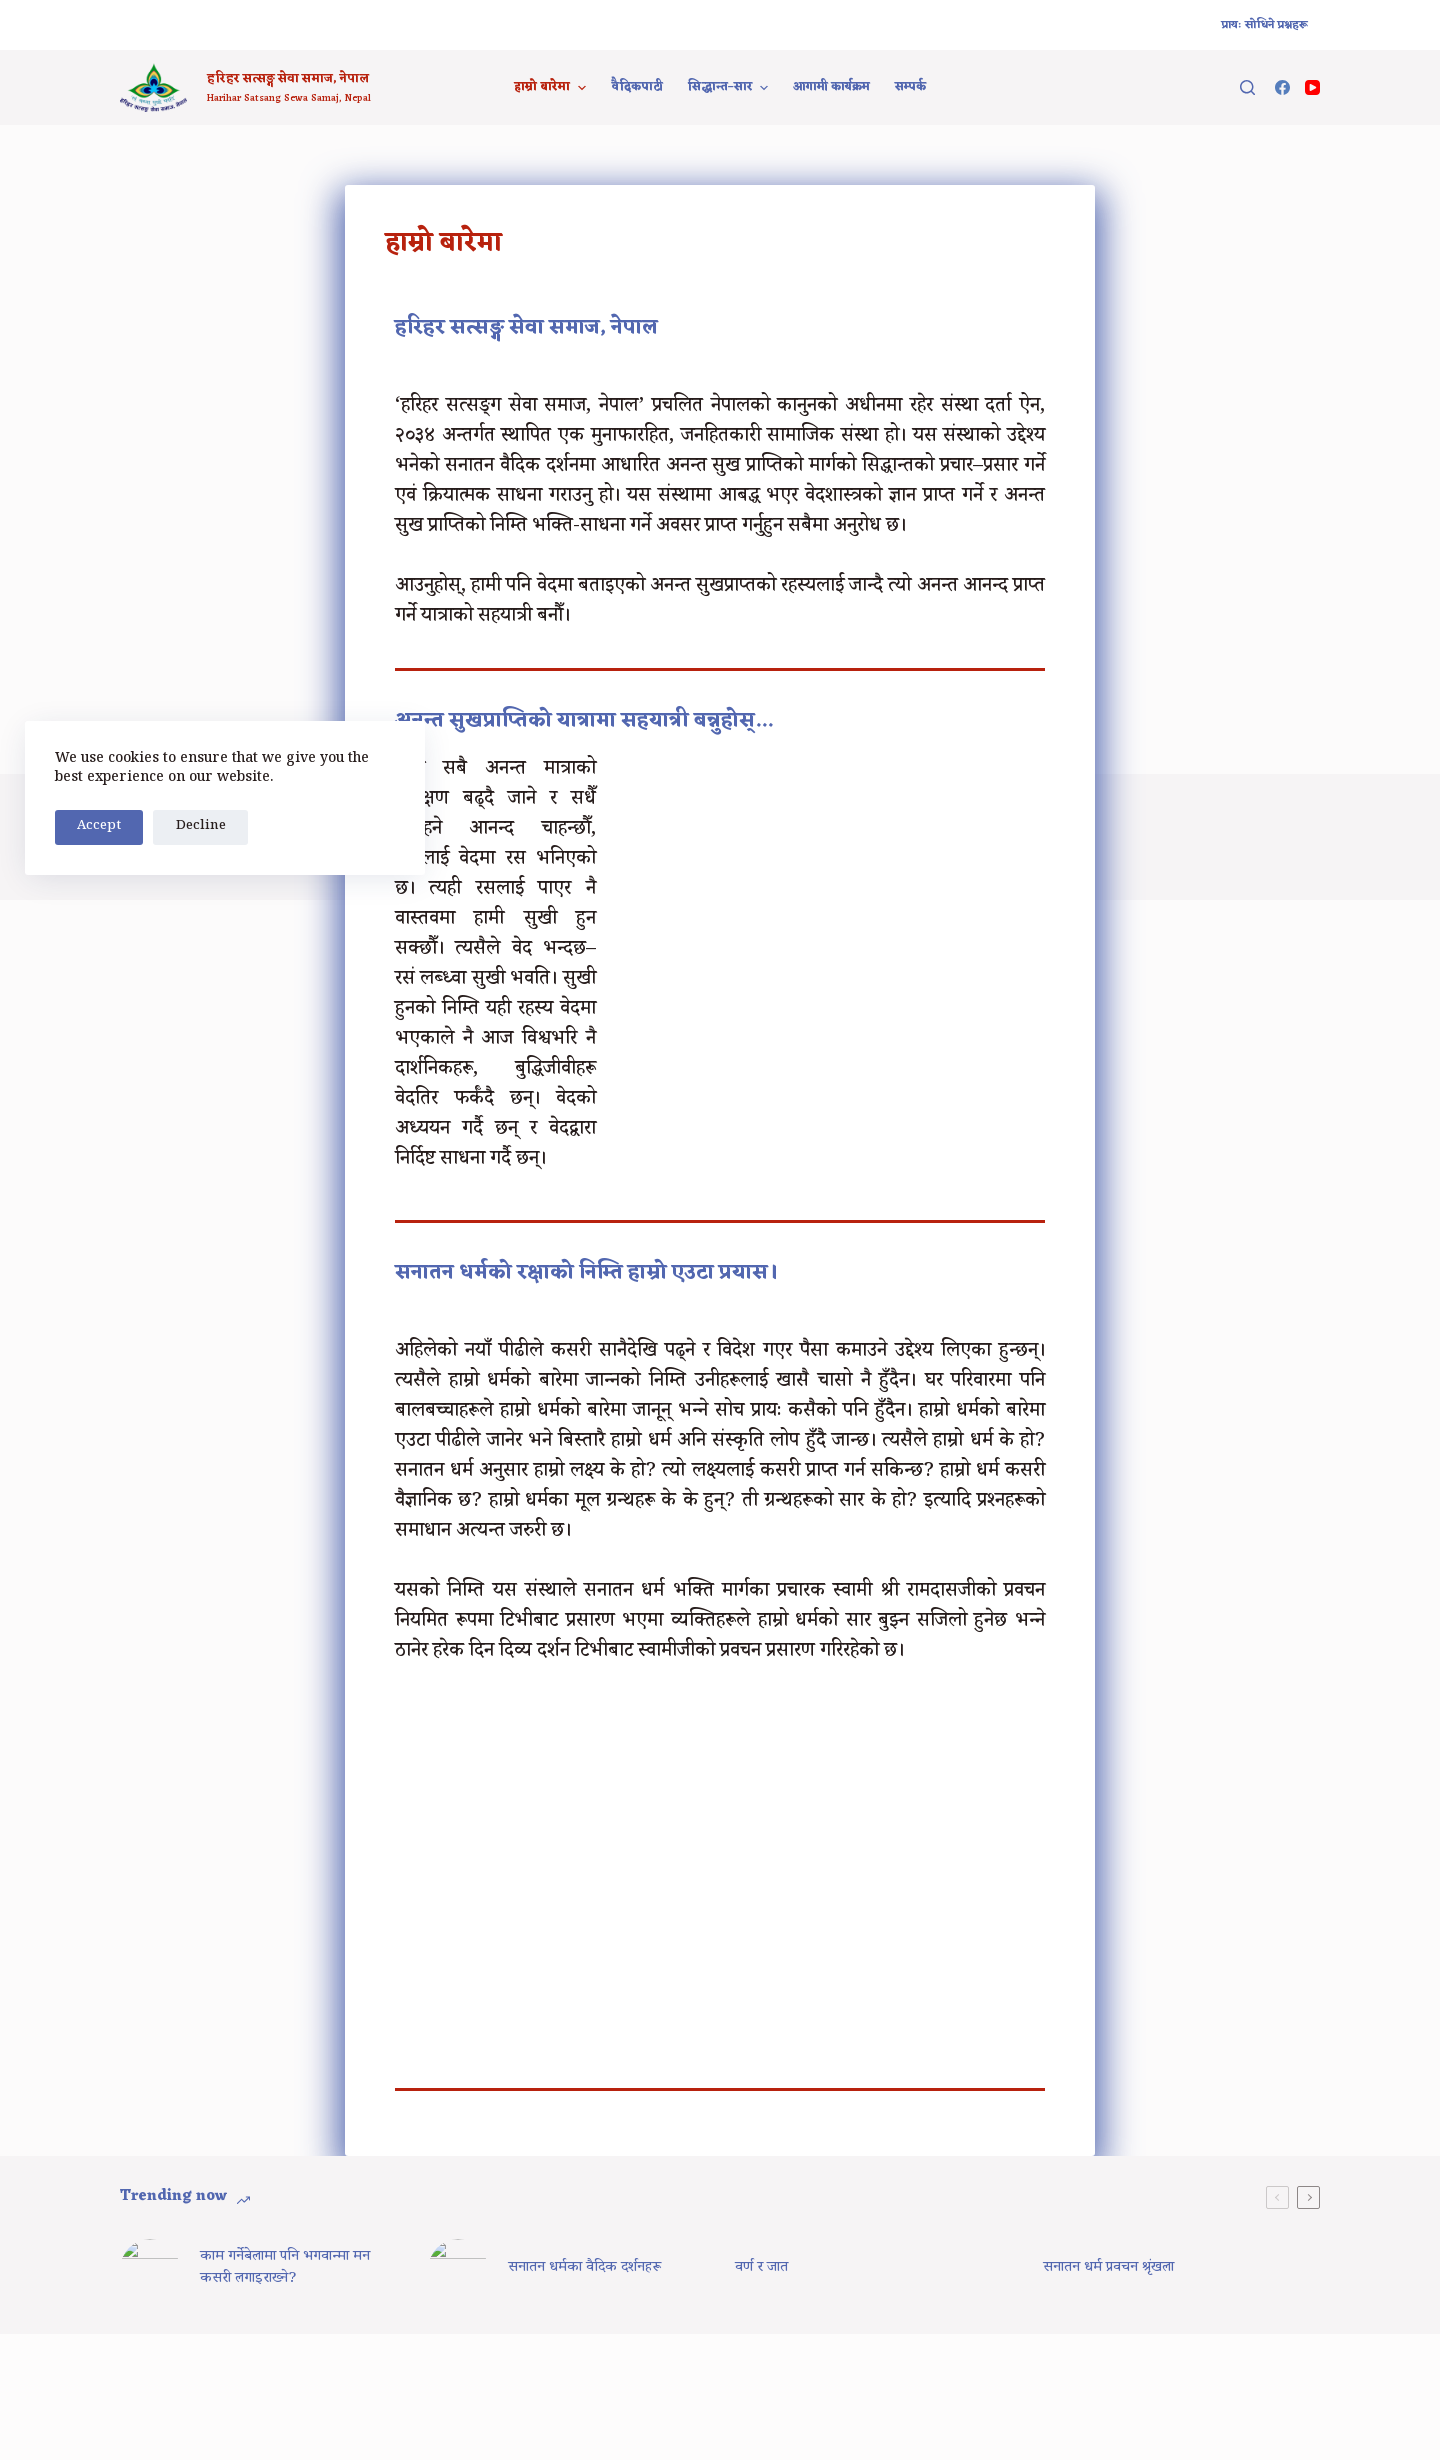 प्रायः सोधिने प्रश्नहरू
हरिहर सत्सङ्ग सेवा समाज, नेपाल
Harihar Satsang Sewa Samaj, Nepal
हाम्रो बारेमा
वैदिकपाटी
सिद्धान्त–सार
आगामी कार्यक्रम
सम्पर्क
हाम्रो बारेमा
हरिहर सत्सङ्ग सेवा समाज, नेपाल
‘हरिहर सत्सङ्ग सेवा समाज, नेपाल’ प्रचलित नेपालको कानुनको अधीनमा रहेर संस्था दर्ता ऐन,
२०३४ अन्तर्गत स्थापित एक मुनाफारहित, जनहितकारी सामाजिक संस्था हो। यस संस्थाको उद्देश्य
भनेको सनातन वैदिक दर्शनमा आधारित अनन्त सुख प्राप्तिको मार्गको सिद्धान्तको प्रचार–प्रसार गर्ने
एवं क्रियात्मक साधना गराउनु हो। यस संस्थामा आबद्ध भएर वेदशास्त्रको ज्ञान प्राप्त गर्ने र अनन्त
सुख प्राप्तिको निम्ति भक्ति-साधना गर्ने अवसर प्राप्त गर्नुहुन सबैमा अनुरोध छ।
आउनुहोस्, हामी पनि वेदमा बताइएको अनन्त सुखप्राप्तको रहस्यलाई जान्दै त्यो अनन्त आनन्द प्राप्त
गर्ने यात्राको सहयात्री बनौँ।
अनन्त सुखप्राप्तिको यात्रामा सहयात्री बन्नुहोस्…
सबै अनन्त मात्राको
बढ्दै जाने र सधैँ
आनन्द चाहन्छौँ,
वेदमा रस भनिएको
छ। त्यही रसलाई पाएर नै
वास्तवमा हामी सुखी हुन
सक्छौँ। त्यसैले वेद भन्दछ–
रसं लब्ध्वा सुखी भवति। सुखी
हुनको निम्ति यही रहस्य वेदमा
भएकाले नै आज विश्वभरि नै
दार्शनिकहरू, बुद्धिजीवीहरू
वेदतिर फर्कँदै छन्। वेदको
अध्ययन गर्दै छन् र वेदद्वारा
निर्दिष्ट साधना गर्दै छन्।
We use cookies to ensure that we give you the
best experience on our website.
Accept
Decline
सनातन धर्मको रक्षाको निम्ति हाम्रो एउटा प्रयास।
अहिलेको नयाँ पीढीले कसरी सानैदेखि पढ्ने र विदेश गएर पैसा कमाउने उद्देश्य लिएका हुन्छन्।
त्यसैले हाम्रो धर्मको बारेमा जान्नको निम्ति उनीहरूलाई खासै चासो नै हुँदैन। घर परिवारमा पनि
बालबच्चाहरूले हाम्रो धर्मको बारेमा जानून् भन्ने सोच प्रायः कसैको पनि हुँदैन। हाम्रो धर्मको बारेमा
एउटा पीढीले जानेर भने बिस्तारै हाम्रो धर्म अनि संस्कृति लोप हुँदै जान्छ। त्यसैले हाम्रो धर्म के हो?
सनातन धर्म अनुसार हाम्रो लक्ष्य के हो? त्यो लक्ष्यलाई कसरी प्राप्त गर्न सकिन्छ? हाम्रो धर्म कसरी
वैज्ञानिक छ? हाम्रो धर्मका मूल ग्रन्थहरू के के हुन्? ती ग्रन्थहरूको सार के हो? इत्यादि प्रश्नहरूको
समाधान अत्यन्त जरुरी छ।
यसको निम्ति यस संस्थाले सनातन धर्म भक्ति मार्गका प्रचारक स्वामी श्री रामदासजीको प्रवचन
नियमित रूपमा टिभीबाट प्रसारण भएमा व्यक्तिहरूले हाम्रो धर्मको सार बुझ्न सजिलो हुनेछ भन्ने
ठानेर हरेक दिन दिव्य दर्शन टिभीबाट स्वामीजीको प्रवचन प्रसारण गरिरहेको छ।
Trending now
काम गर्नेबेलामा पनि भगवान्मा मन
कसरी लगाइराख्ने?
सनातन धर्मका वैदिक दर्शनहरू
वर्ण र जात
सनातन धर्म प्रवचन श्रृंखला